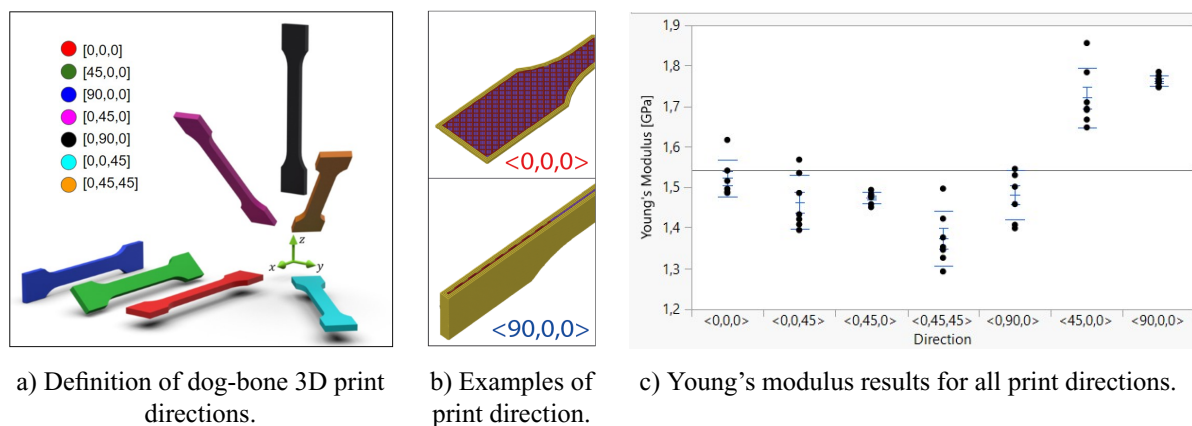 [0,0,0]
[45,0,0]
[90,0,0]
[0,45,0]
[0,90,0]
[0,0,45]
[0,45,45]
z
x
y
a) Definition of dog-bone 3D print
directions.
<0,0,0>
<90,0,0>
b) Examples of
print direction.
Young's Modulus [GPa]
1,9
1,8
1,7
1,6
1,5
1,4
1,3
1,2
<0,0,0> <0,0,45> <0,45,0> <0,45,45> <0,90,0> <45,0,0> <90,0,0>
Direction
c) Young’s modulus results for all print directions.